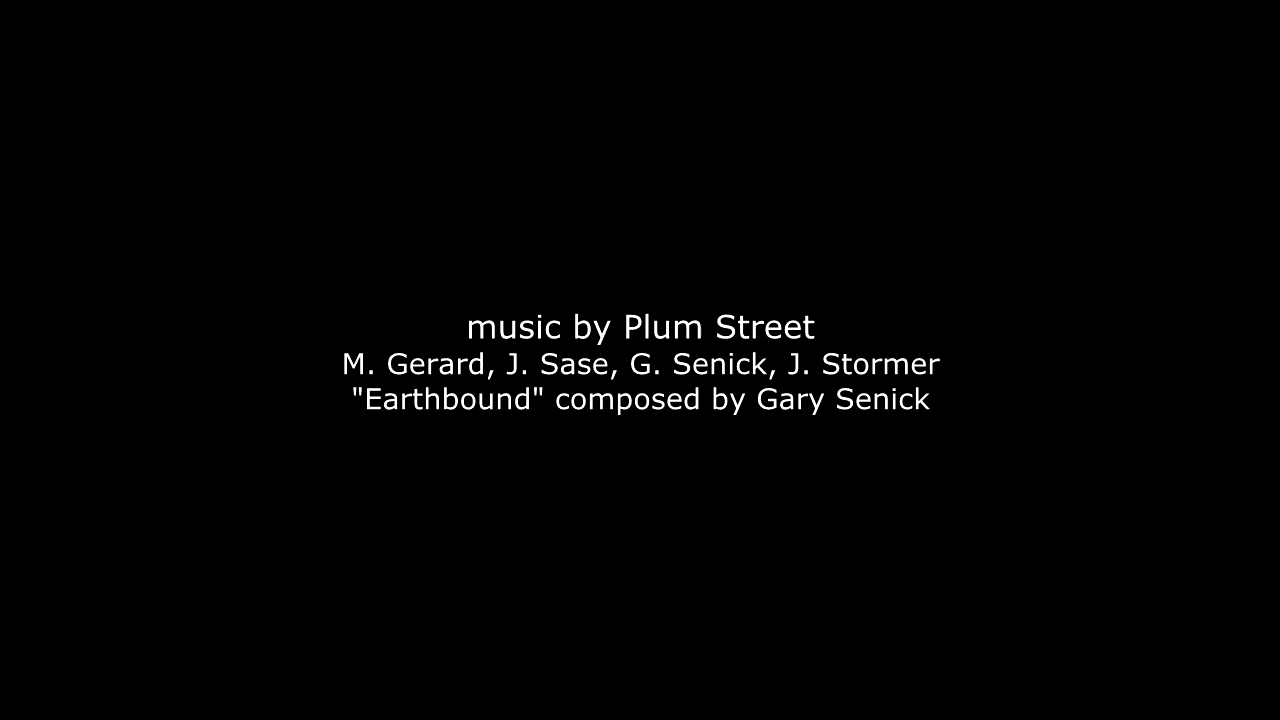 music by Plum Street
M. Gerard, J. Sase, G. Senick, J. Stormer
"Earthbound" composed by Gary Senick